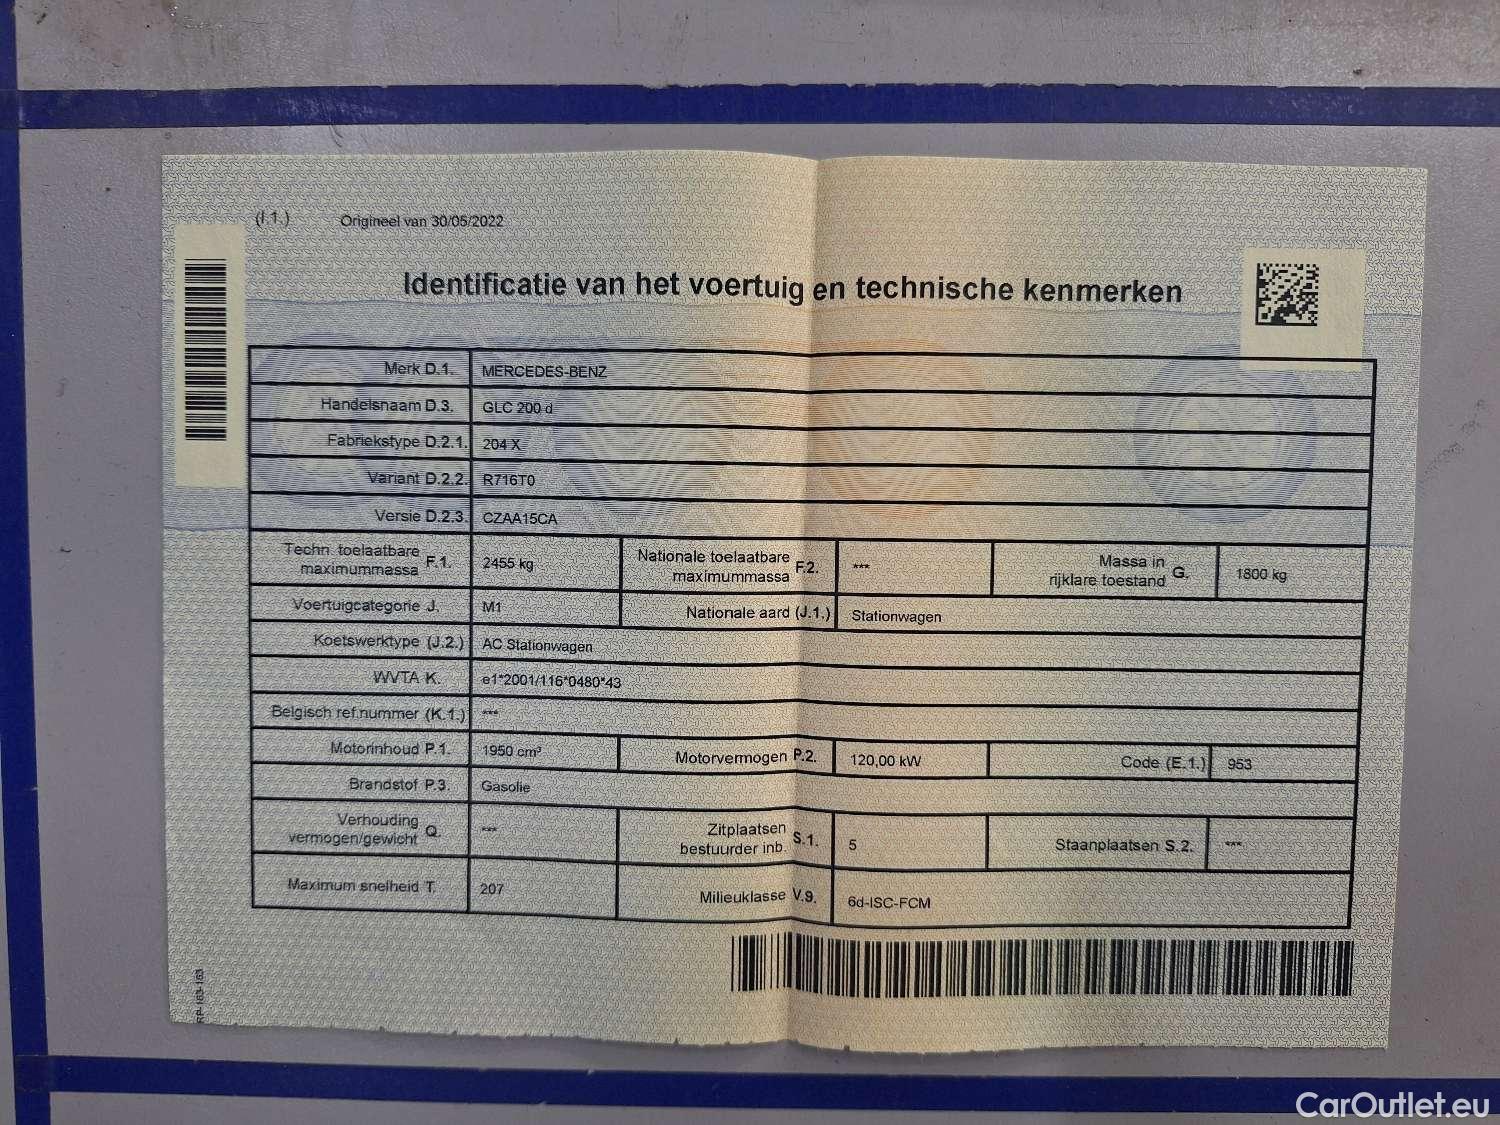 (I.1.) Origineel van 30/05/2022
Identificatie van het voertuig en technische kenmerken
Merk D.1. MERCEDES-BENZ
Handelsnaam D.3. GLC 200 d
Fabriekstype D.2.1. 204 X
Variant D.2.2. R716T0
Versie D.2.3. CZAA15CA
Techn. toelaatbare maximummassa F.1. 2455 kg Nationale toelaatbare maximummassa F.2. *** Massa in rijklare toestand G. 1800 kg
Voertuigcategorie J. M1 Nationale aard (J.1.) Stationwagen
Koetswerktype (J.2.) AC Stationwagen
WVTA K. e1*2001/116*0480*43
Belgisch ref.nummer (K.1.) ***
Motorinhoud P.1. 1950 cm³ Motorvermogen P.2. 120,00 kW Code (E.1.) 953
Brandstof P.3. Gasolie
Verhouding vermogen/gewicht Q. *** Zitplaatsen bestuurder inb. S.1. 5 Staanplaatsen S.2. ***
Maximum snelheid T. 207 Milieuklasse V.9. 6d-ISC-FCM
RP-163-163
CarOutlet.eu